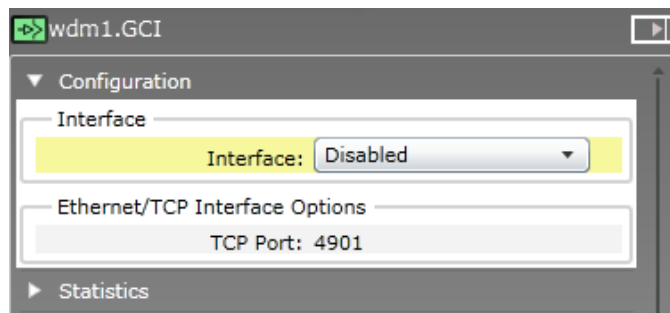 wdm1.GCI
Configuration
Interface
Interface: Disabled
Ethernet/TCP Interface Options
TCP Port: 4901
Statistics